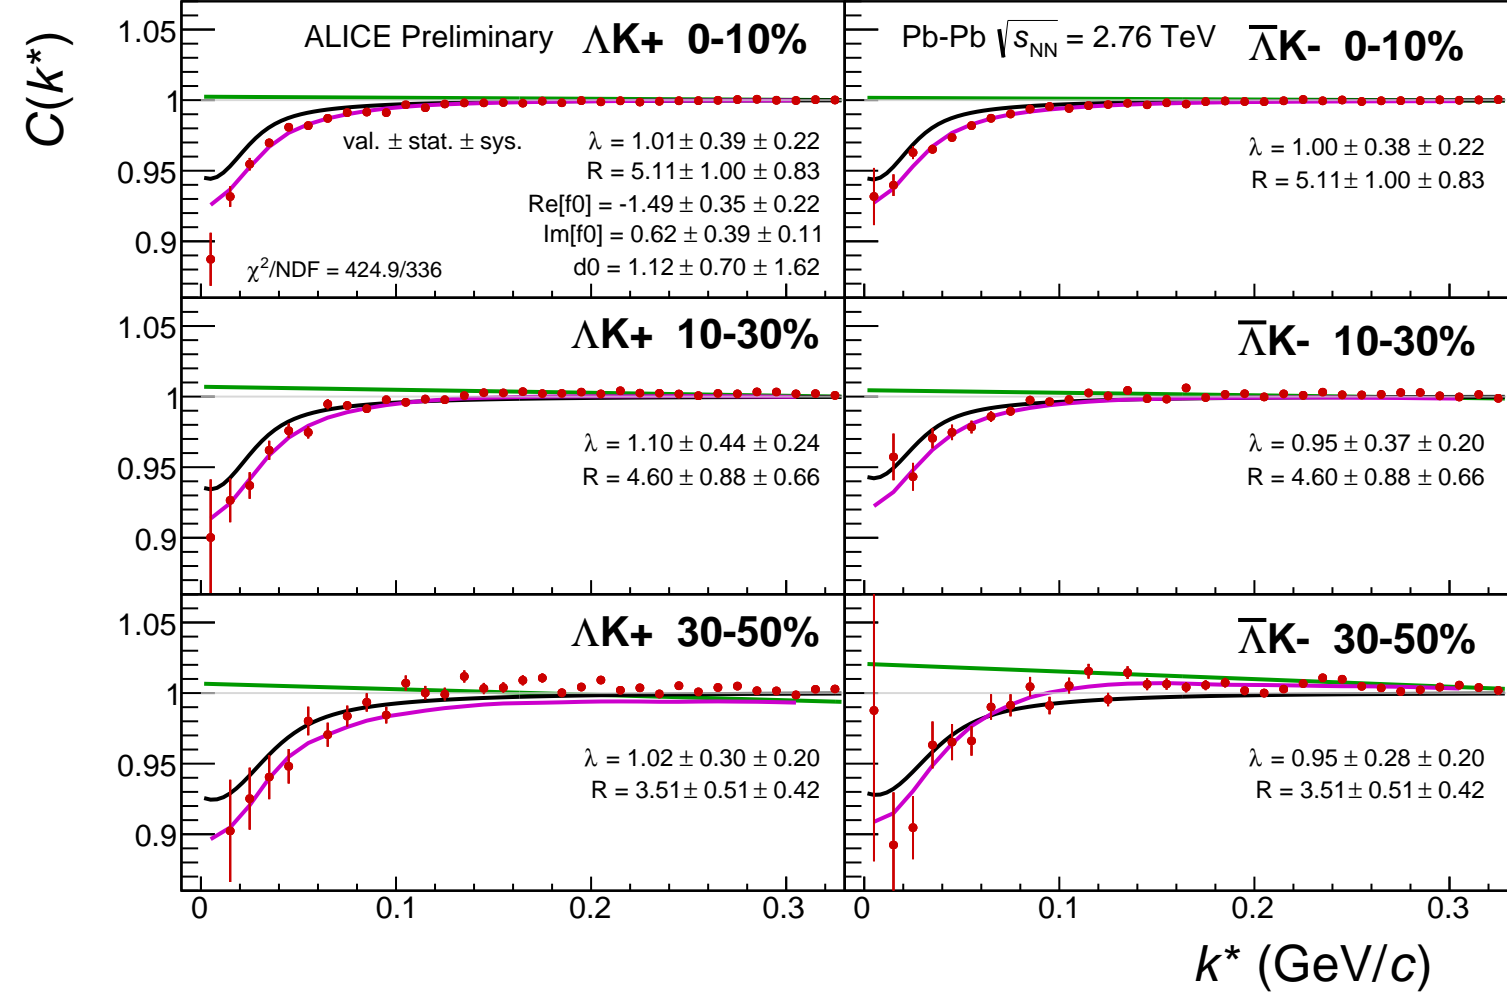 C(k*)
ALICE Preliminary ΛK+ 0-10%
1.05
1
0.95
0.9
val. ± stat. ± sys.
λ = 1.01 ± 0.39 ± 0.22
R = 5.11 ± 1.00 ± 0.83
Re[f0] = -1.49 ± 0.35 ± 0.22
Im[f0] = 0.62 ± 0.39 ± 0.11
d0 = 1.12 ± 0.70 ± 1.62
χ²/NDF = 424.9/336
Pb-Pb √sNN = 2.76 TeV Λ̅K- 0-10%
λ = 1.00 ± 0.38 ± 0.22
R = 5.11 ± 1.00 ± 0.83
ΛK+ 10-30%
1.05
1
0.95
0.9
λ = 1.10 ± 0.44 ± 0.24
R = 4.60 ± 0.88 ± 0.66
Λ̅K- 10-30%
λ = 0.95 ± 0.37 ± 0.20
R = 4.60 ± 0.88 ± 0.66
ΛK+ 30-50%
1.05
1
0.95
0.9
λ = 1.02 ± 0.30 ± 0.20
R = 3.51 ± 0.51 ± 0.42
Λ̅K- 30-50%
λ = 0.95 ± 0.28 ± 0.20
R = 3.51 ± 0.51 ± 0.42
0 0.1 0.2 0.3
0 0.1 0.2 0.3
k* (GeV/c)